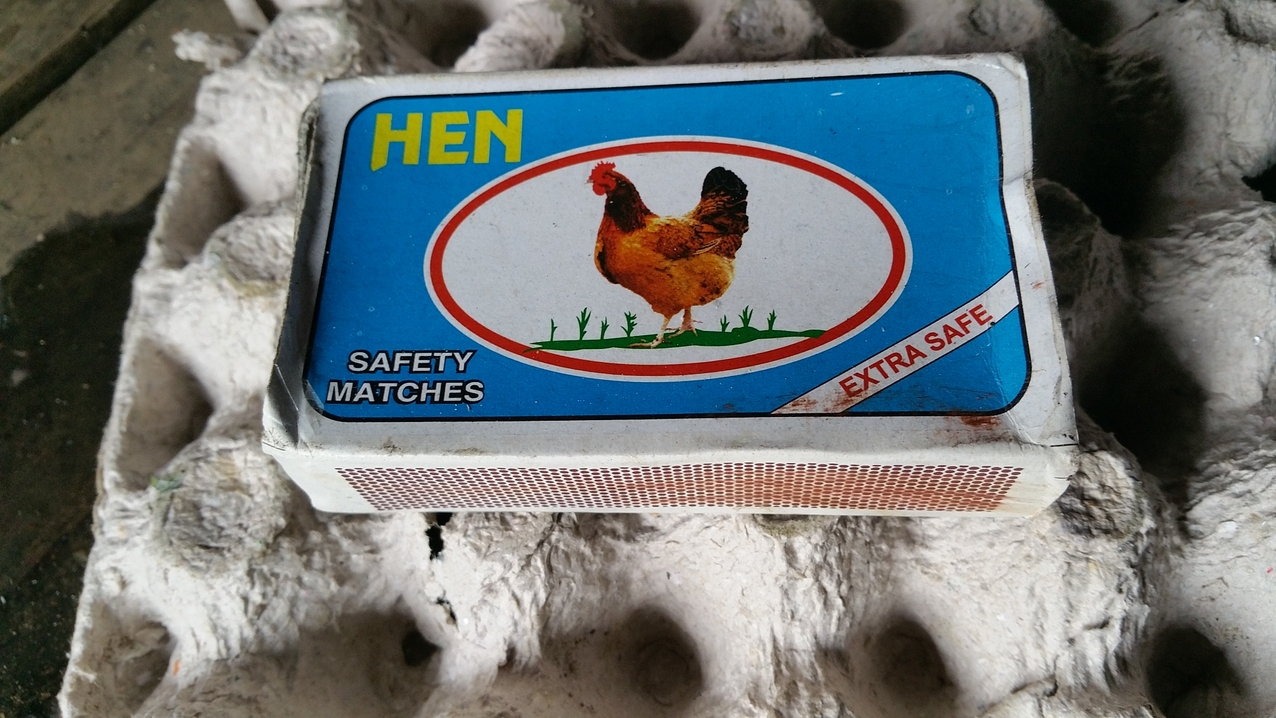 HEN
SAFETY
MATCHES
EXTRA SAFE